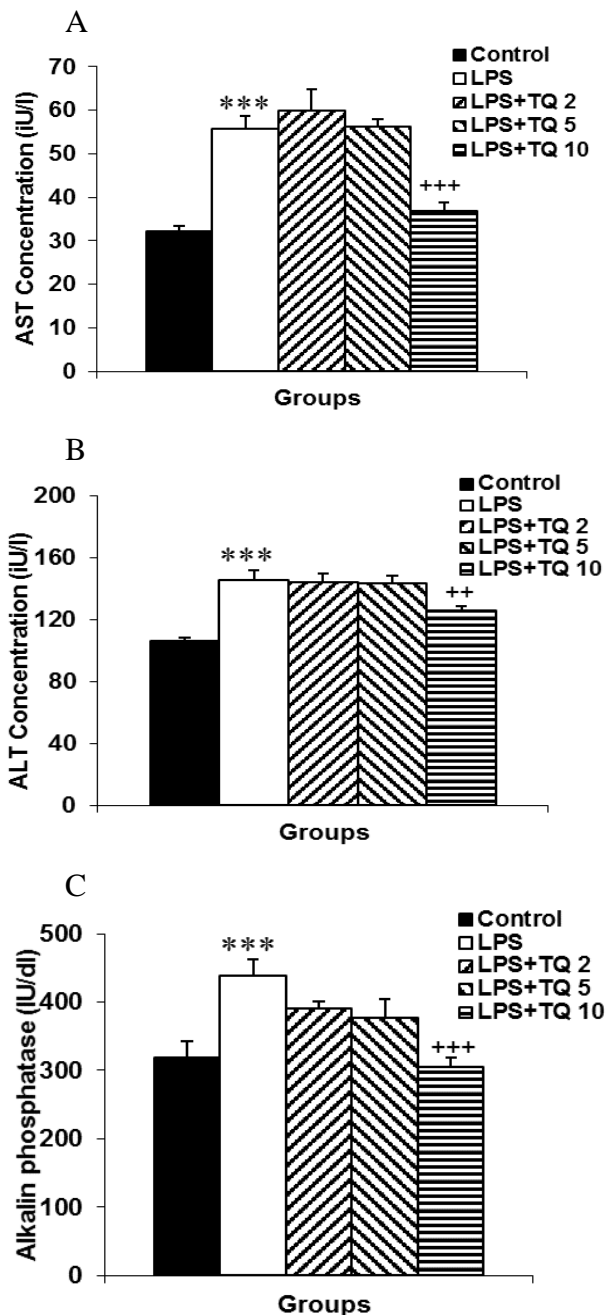 A
Control
LPS
LPS+TQ 2
LPS+TQ 5
LPS+TQ 10
AST Concentration (iU/l)
70
60
50
40
30
20
10
0
***
+++
Groups
B
Control
LPS
LPS+TQ 2
LPS+TQ 5
LPS+TQ 10
ALT Concentration (iU/l)
200
160
120
80
40
0
***
++
Groups
C
Control
LPS
LPS+TQ 2
LPS+TQ 5
LPS+TQ 10
Alkalin phosphatase (IU/dl)
500
400
300
200
100
0
***
+++
Groups